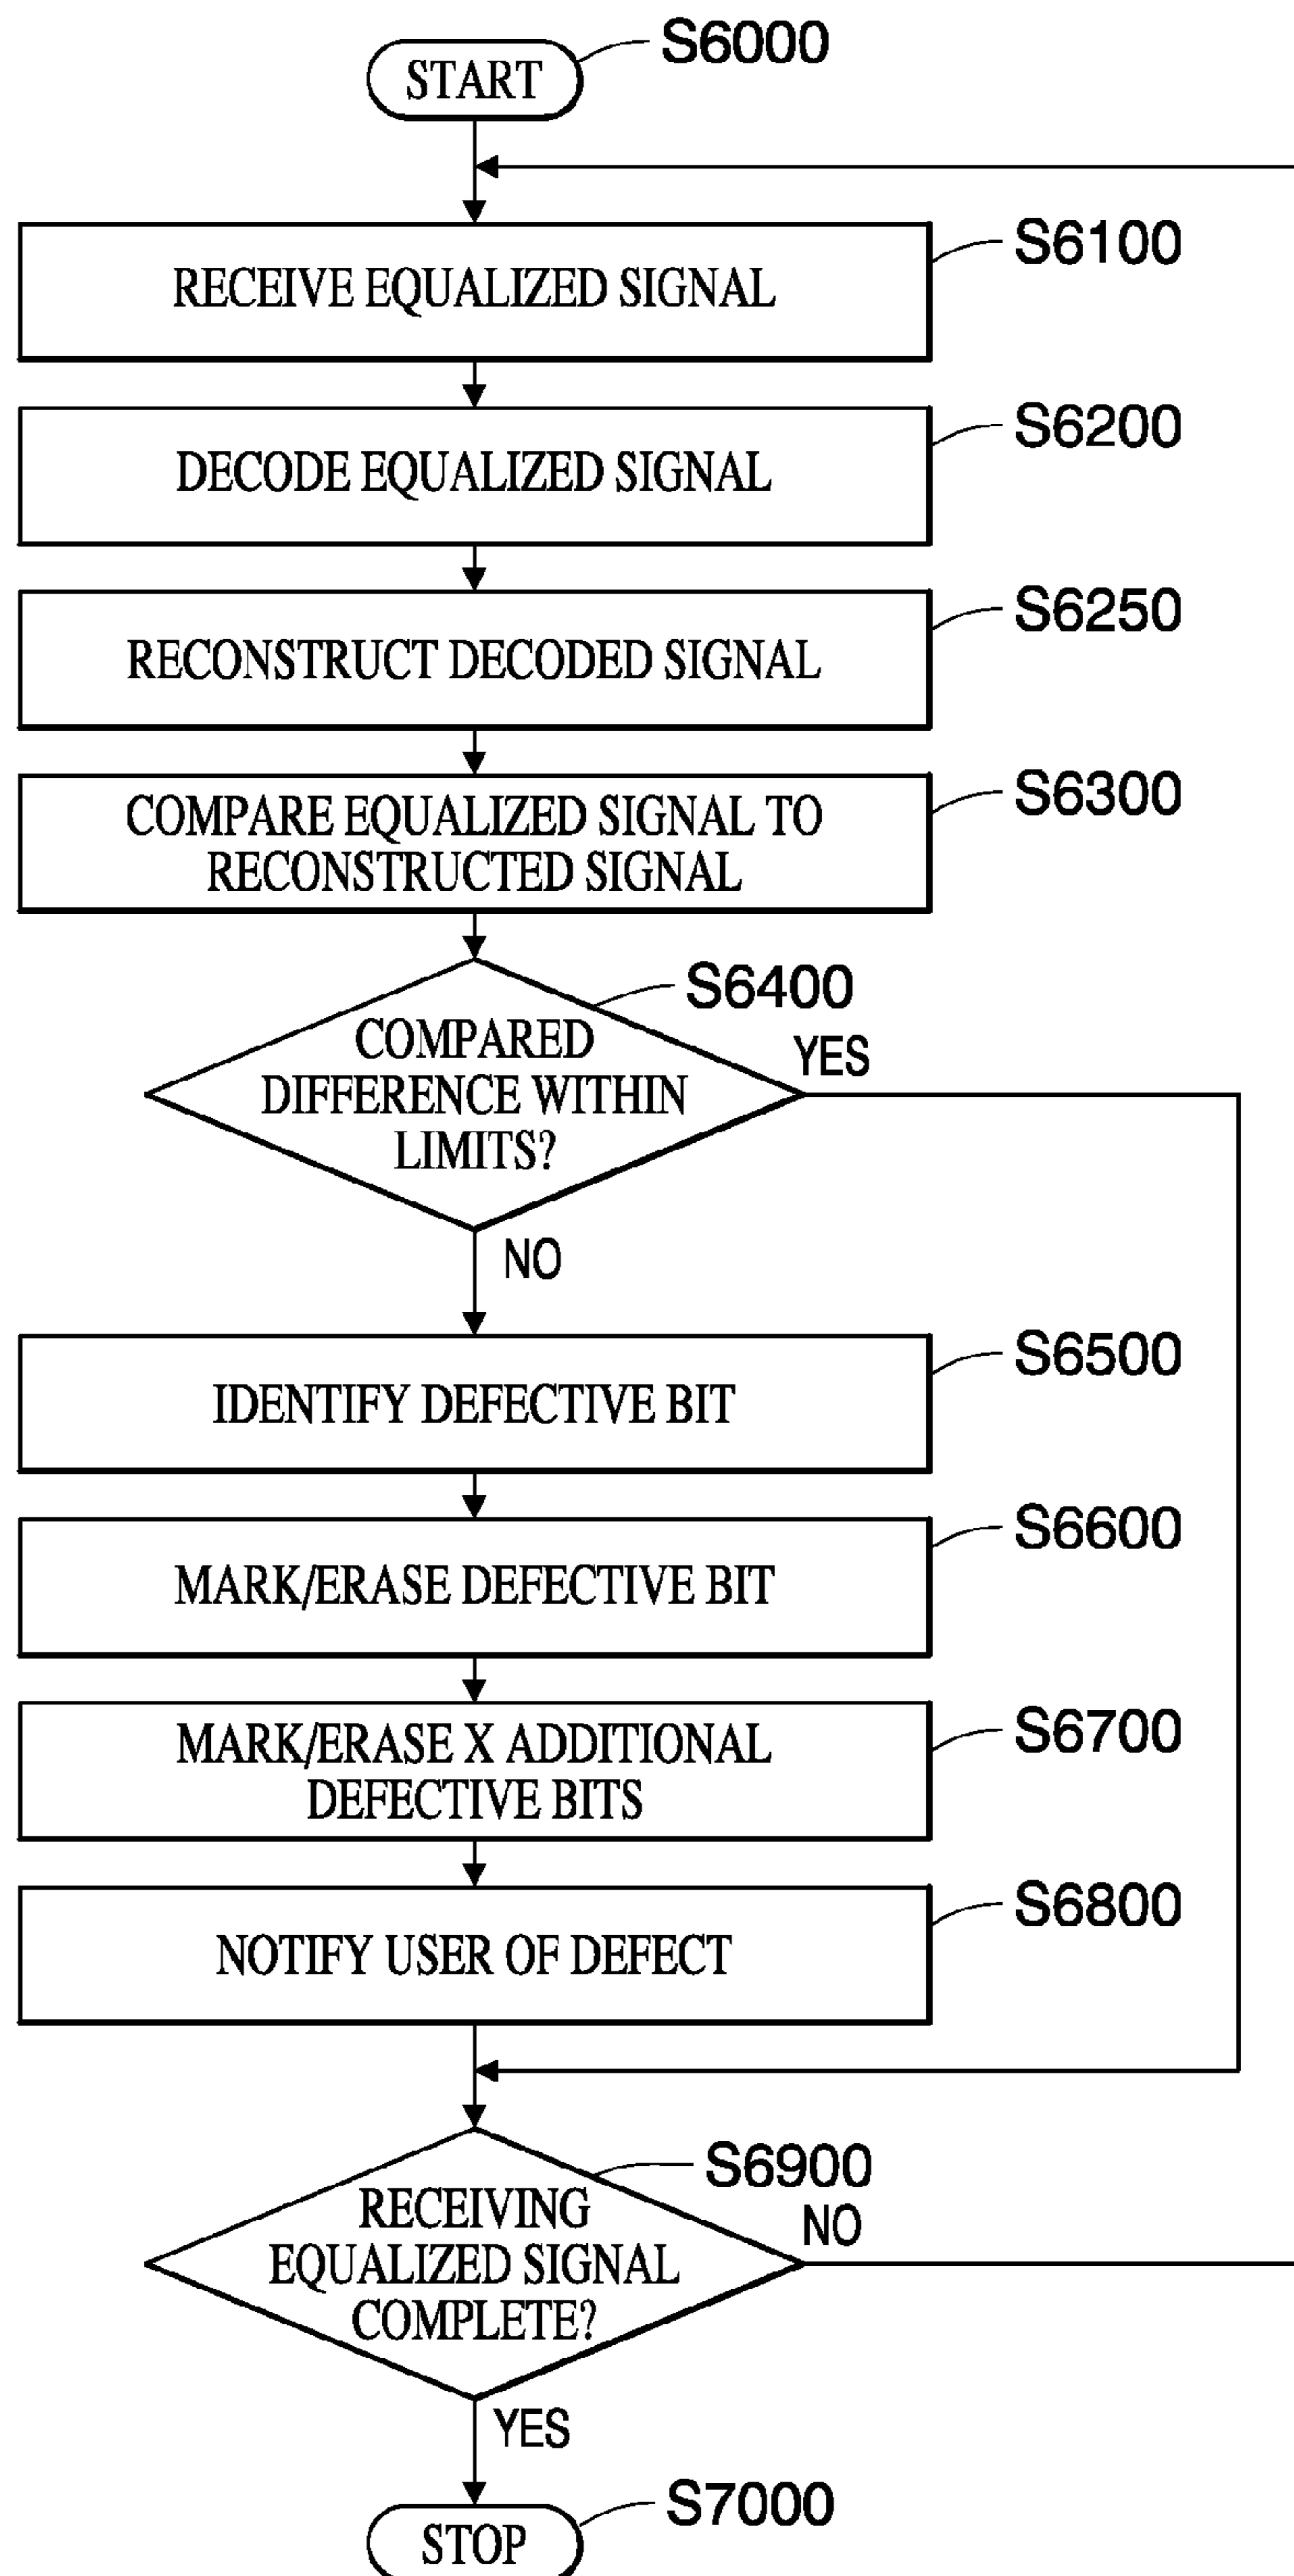 START
S6000
RECEIVE EQUALIZED SIGNAL
S6100
DECODE EQUALIZED SIGNAL
S6200
RECONSTRUCT DECODED SIGNAL
S6250
COMPARE EQUALIZED SIGNAL TO
RECONSTRUCTED SIGNAL
S6300
S6400
COMPARED
DIFFERENCE WITHIN
LIMITS?
YES
NO
IDENTIFY DEFECTIVE BIT
S6500
MARK/ERASE DEFECTIVE BIT
S6600
MARK/ERASE X ADDITIONAL
DEFECTIVE BITS
S6700
NOTIFY USER OF DEFECT
S6800
S6900
RECEIVING
EQUALIZED SIGNAL
COMPLETE?
NO
YES
STOP
S7000